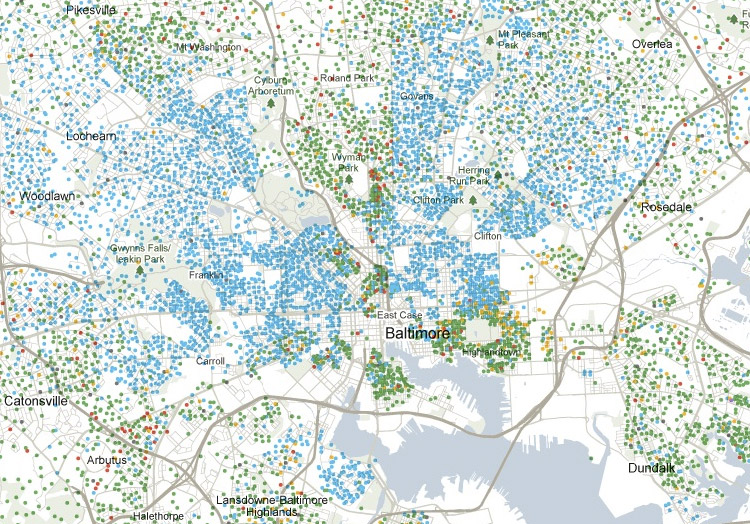 Pikesville
Mt Washington
Mt Pleasant
Park
Overlea
Roland Park
Cylburn
Arboretum
Govans
Lochearn
Wyman
Park
Herring
Run Park
Woodlawn
Clifton Park
Rosedale
Clifton
Gwynns Falls/
Franklin
East Case
Baltimore
Highlandtown
Carroll
Catonsville
Arbutus
Dundalk
Lansdowne-Baltimore
Highlands
Halethorpe